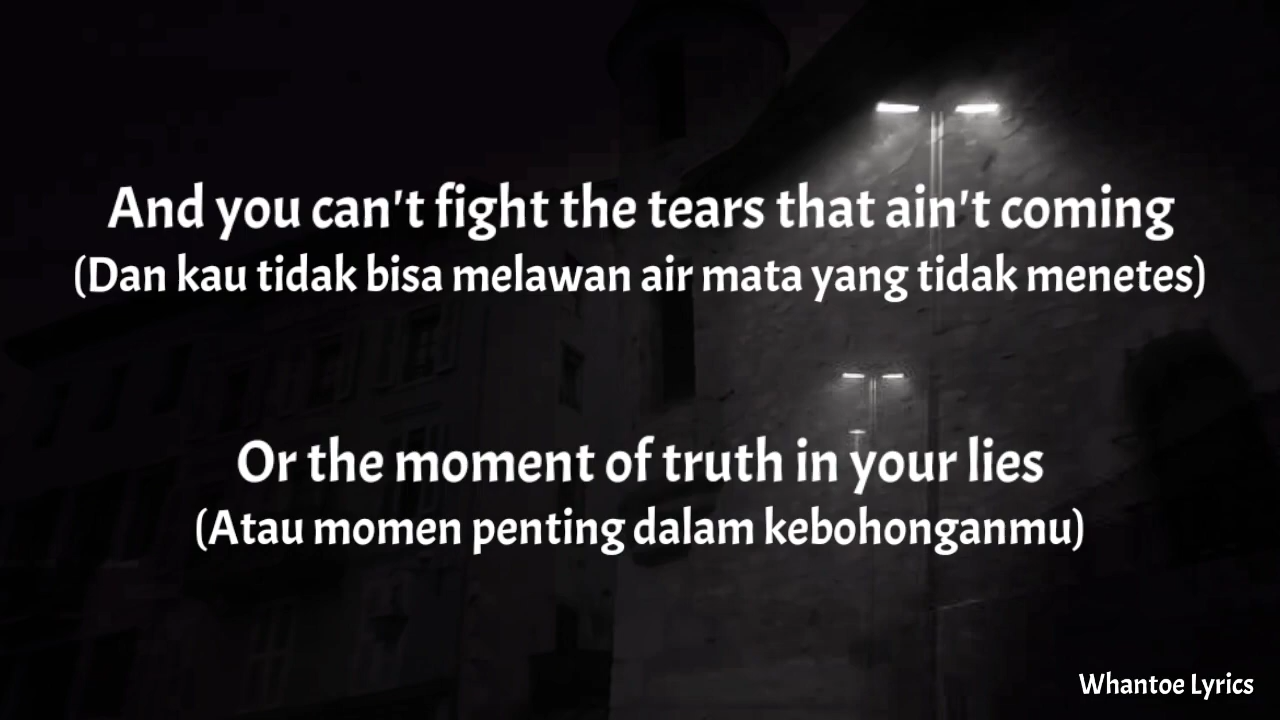 And you can't fight the tears that ain't coming
(Dan kau tidak bisa melawan air mata yang tidak menetes)
Or the moment of truth in your lies
(Atau momen penting dalam kebohonganmu)
Whantoe Lyrics